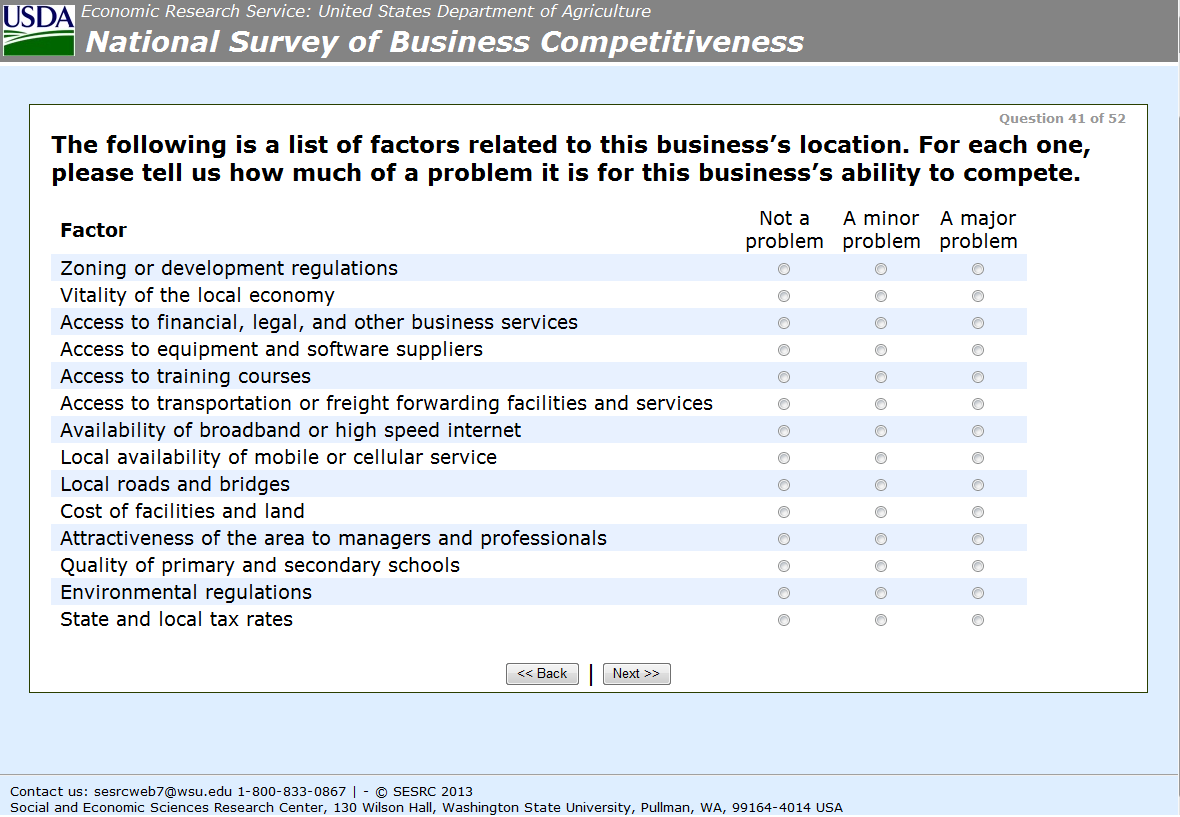 USDA
Economic Research Service: United States Department of Agriculture
National Survey of Business Competitiveness
Question 41 of 52
The following is a list of factors related to this business’s location. For each one,
please tell us how much of a problem it is for this business’s ability to compete.
Factor
Not a problem
A minor problem
A major problem
Zoning or development regulations
Vitality of the local economy
Access to financial, legal, and other business services
Access to equipment and software suppliers
Access to training courses
Access to transportation or freight forwarding facilities and services
Availability of broadband or high speed internet
Local availability of mobile or cellular service
Local roads and bridges
Cost of facilities and land
Attractiveness of the area to managers and professionals
Quality of primary and secondary schools
Environmental regulations
State and local tax rates
<< Back | Next >>
Contact us: sesrcweb7@wsu.edu 1-800-833-0867 | - © SESRC 2013
Social and Economic Sciences Research Center, 130 Wilson Hall, Washington State University, Pullman, WA, 99164-4014 USA